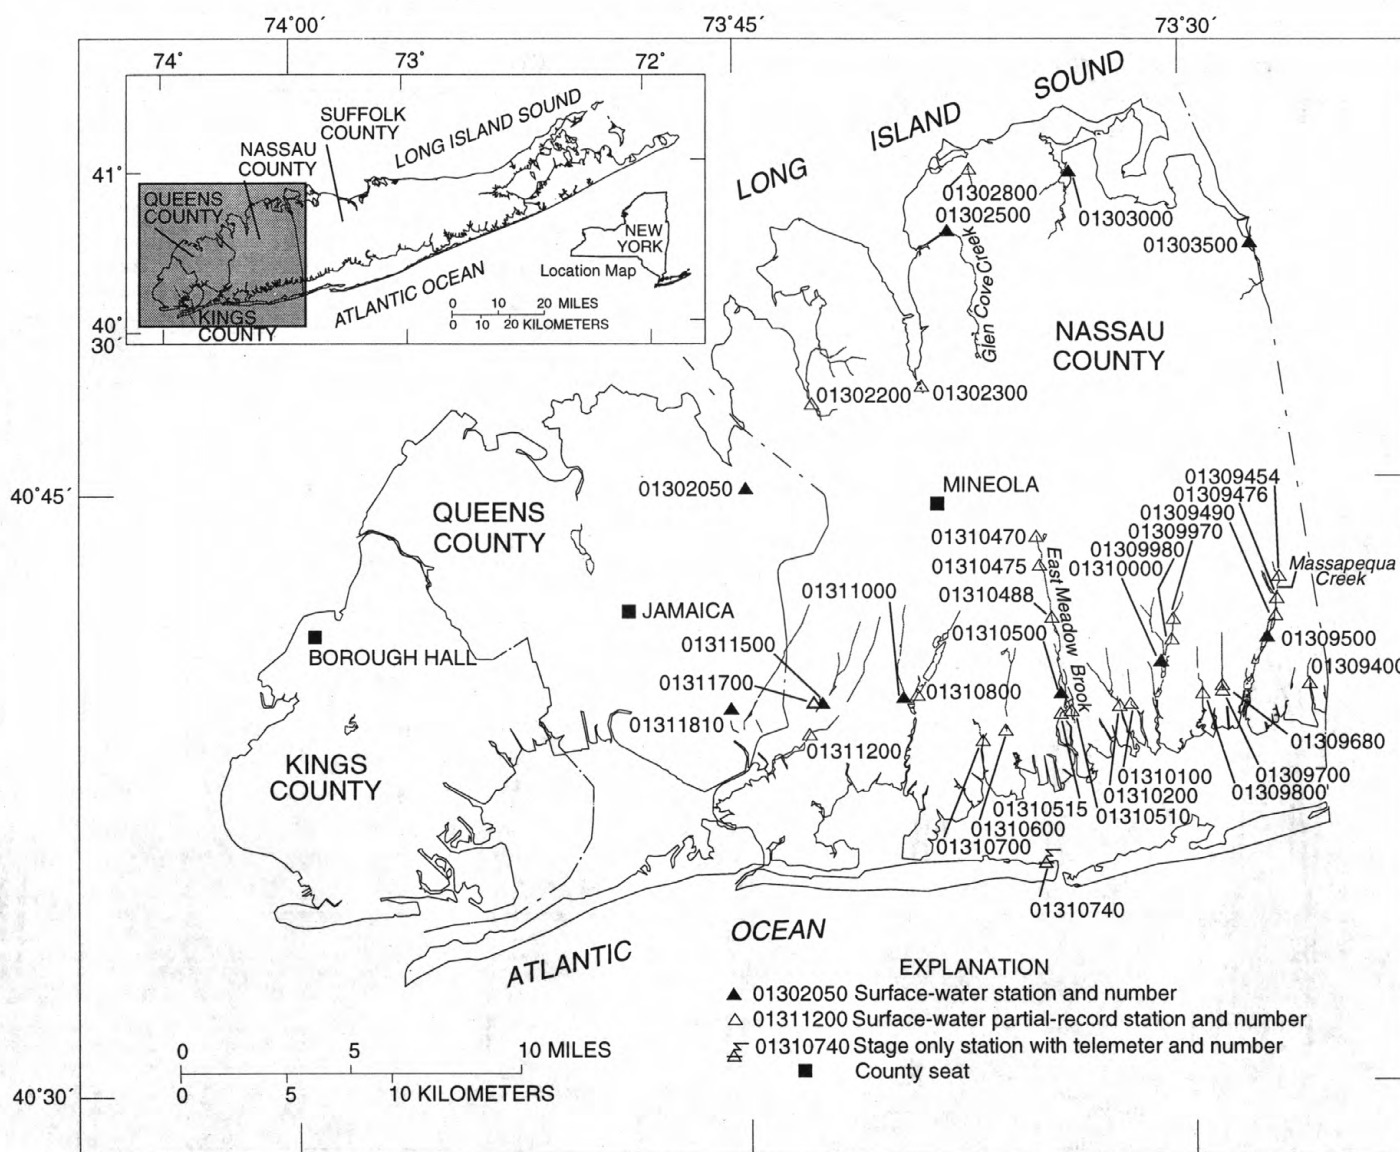 74°00´
73°45´
73°30´
74°
73°
72°
41°
40°
30´
SUFFOLK
COUNTY
NASSAU
COUNTY
QUEENS
COUNTY
KINGS
COUNTY
LONG ISLAND SOUND
ATLANTIC OCEAN
NEW
YORK
Location Map
0 10 20 MILES
0 10 20 KILOMETERS
LONG ISLAND SOUND
01302800
01302500
01303000
01303500
Glen Cove Creek
NASSAU
COUNTY
01302200
01302300
40°45´
QUEENS
COUNTY
01302050
MINEOLA
01309454
01309476
01309490
01309970
01309980
01310000
01310470
01310475
01310488
01310500
East Meadow Brook
Massapequa
Creek
01309500
01309400
JAMAICA
BOROUGH HALL
01311000
01311500
01311700
01311810
01310800
01311200
KINGS
COUNTY
01309680
01309700
01309800
01310100
01310200
01310510
01310515
01310600
01310700
01310740
ATLANTIC OCEAN
EXPLANATION
01302050 Surface-water station and number
01311200 Surface-water partial-record station and number
01310740 Stage only station with telemeter and number
County seat
0 5 10 MILES
0 5 10 KILOMETERS
40°30´